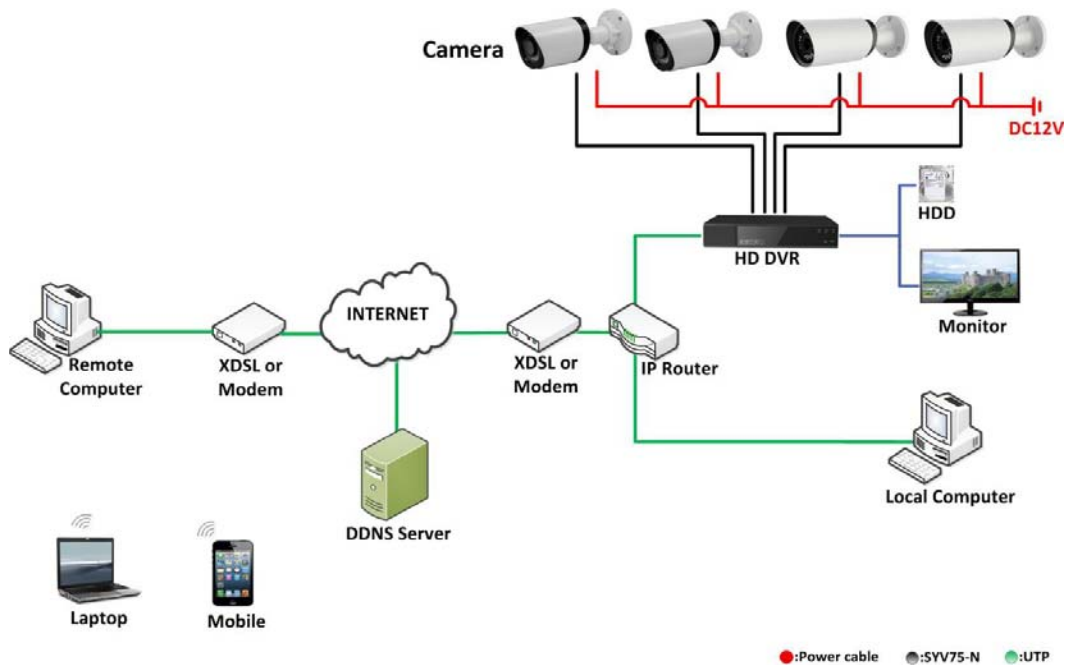 Camera
DC12V
HDD
HD DVR
Monitor
INTERNET
Remote
Computer
XDSL or
Modem
XDSL or
Modem
IP Router
Local Computer
DDNS Server
Laptop
Mobile
:Power cable
:SYV75-N
:UTP